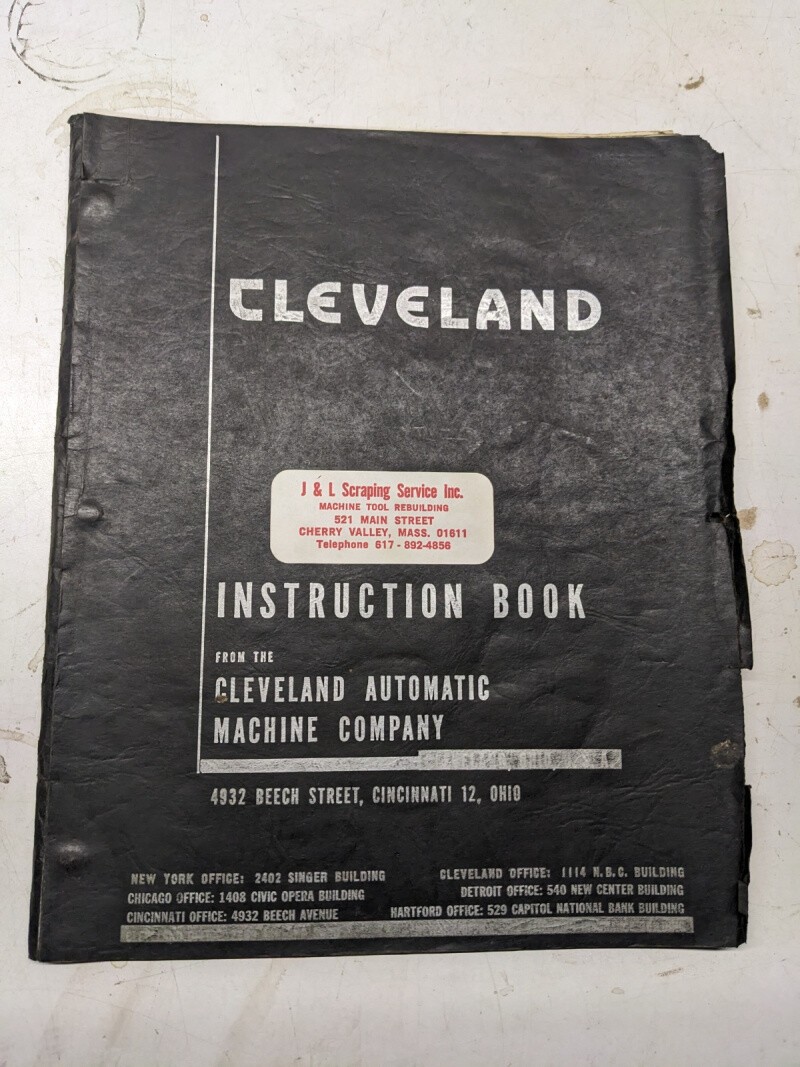 CLEVELAND
J & L Scraping Service Inc.
MACHINE TOOL REBUILDING
521 MAIN STREET
CHERRY VALLEY, MASS. 01611
Telephone 617-892-4856
INSTRUCTION BOOK
FROM THE
CLEVELAND AUTOMATIC
MACHINE COMPANY
4932 BEECH STREET, CINCINNATI 12, OHIO
NEW YORK OFFICE: 2402 SINGER BUILDING
CHICAGO OFFICE: 1408 CIVIC OPERA BUILDING
CINCINNATI OFFICE: 4932 BEECH AVENUE
CLEVELAND OFFICE: 1114 N.B.C. BUILDING
DETROIT OFFICE: 540 NEW CENTER BUILDING
HARTFORD OFFICE: 529 CAPITOL NATIONAL BANK BUILDING